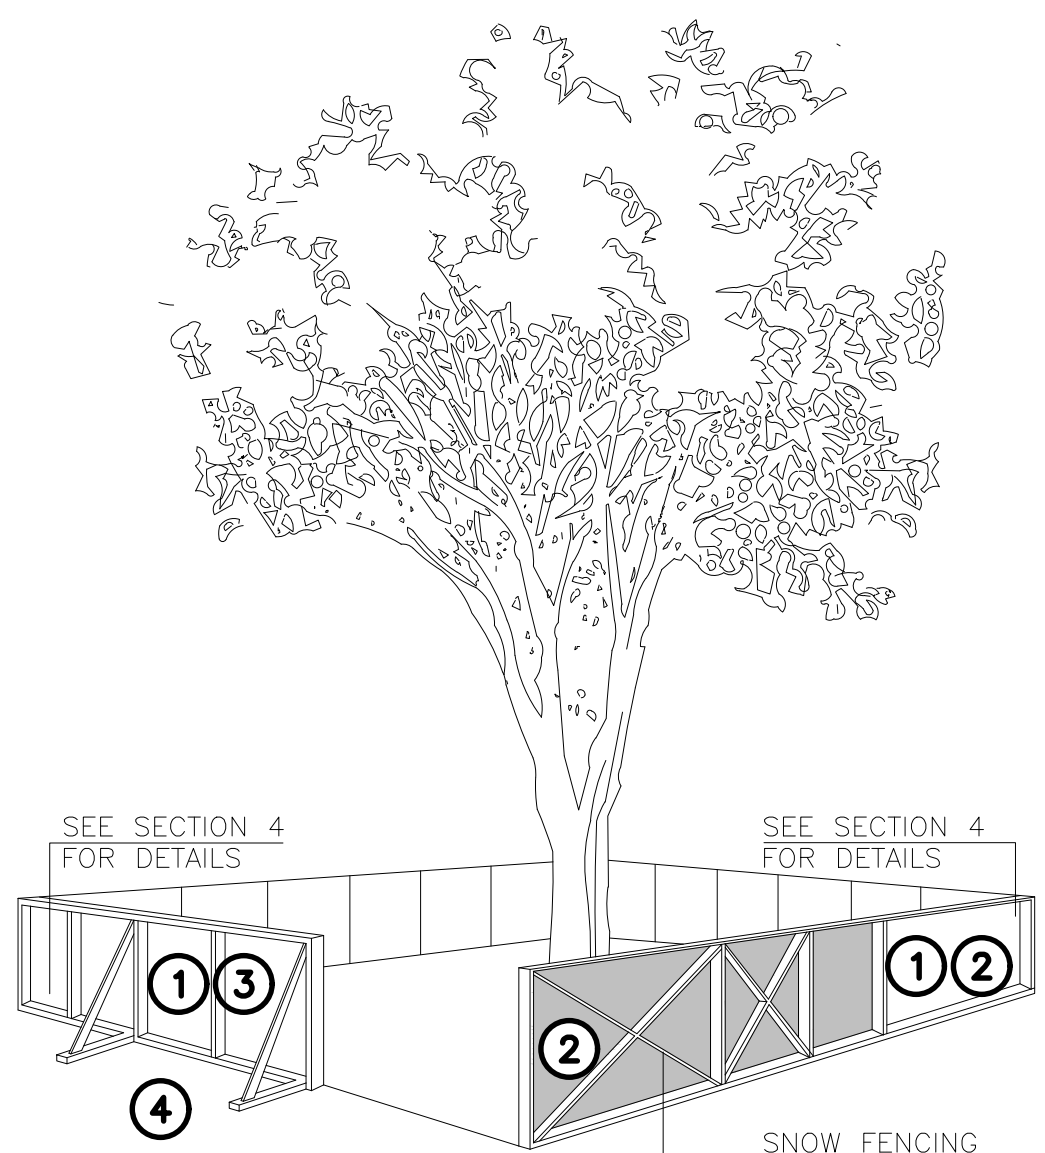 SEE SECTION 4
FOR DETAILS
SEE SECTION 4
FOR DETAILS
1 3
1 2
2
4
SNOW FENCING